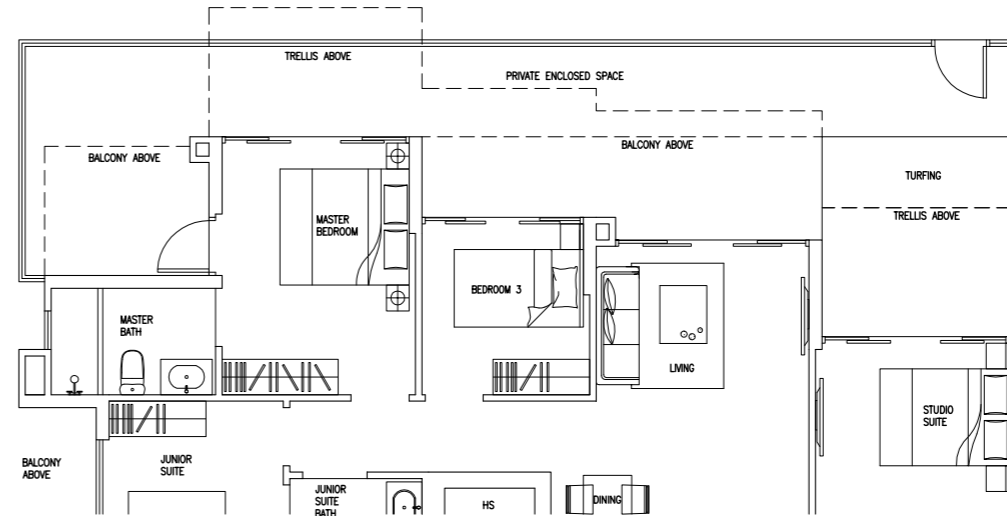 TRELLIS ABOVE
PRIVATE ENCLOSED SPACE
BALCONY ABOVE
BALCONY ABOVE
TURFING
TRELLIS ABOVE
MASTER
BEDROOM
BEDROOM 3
MASTER
BATH
LIVING
STUDIO
SUITE
BALCONY
ABOVE
JUNIOR
SUITE
JUNIOR
SUITE
BATH
HS
DINING